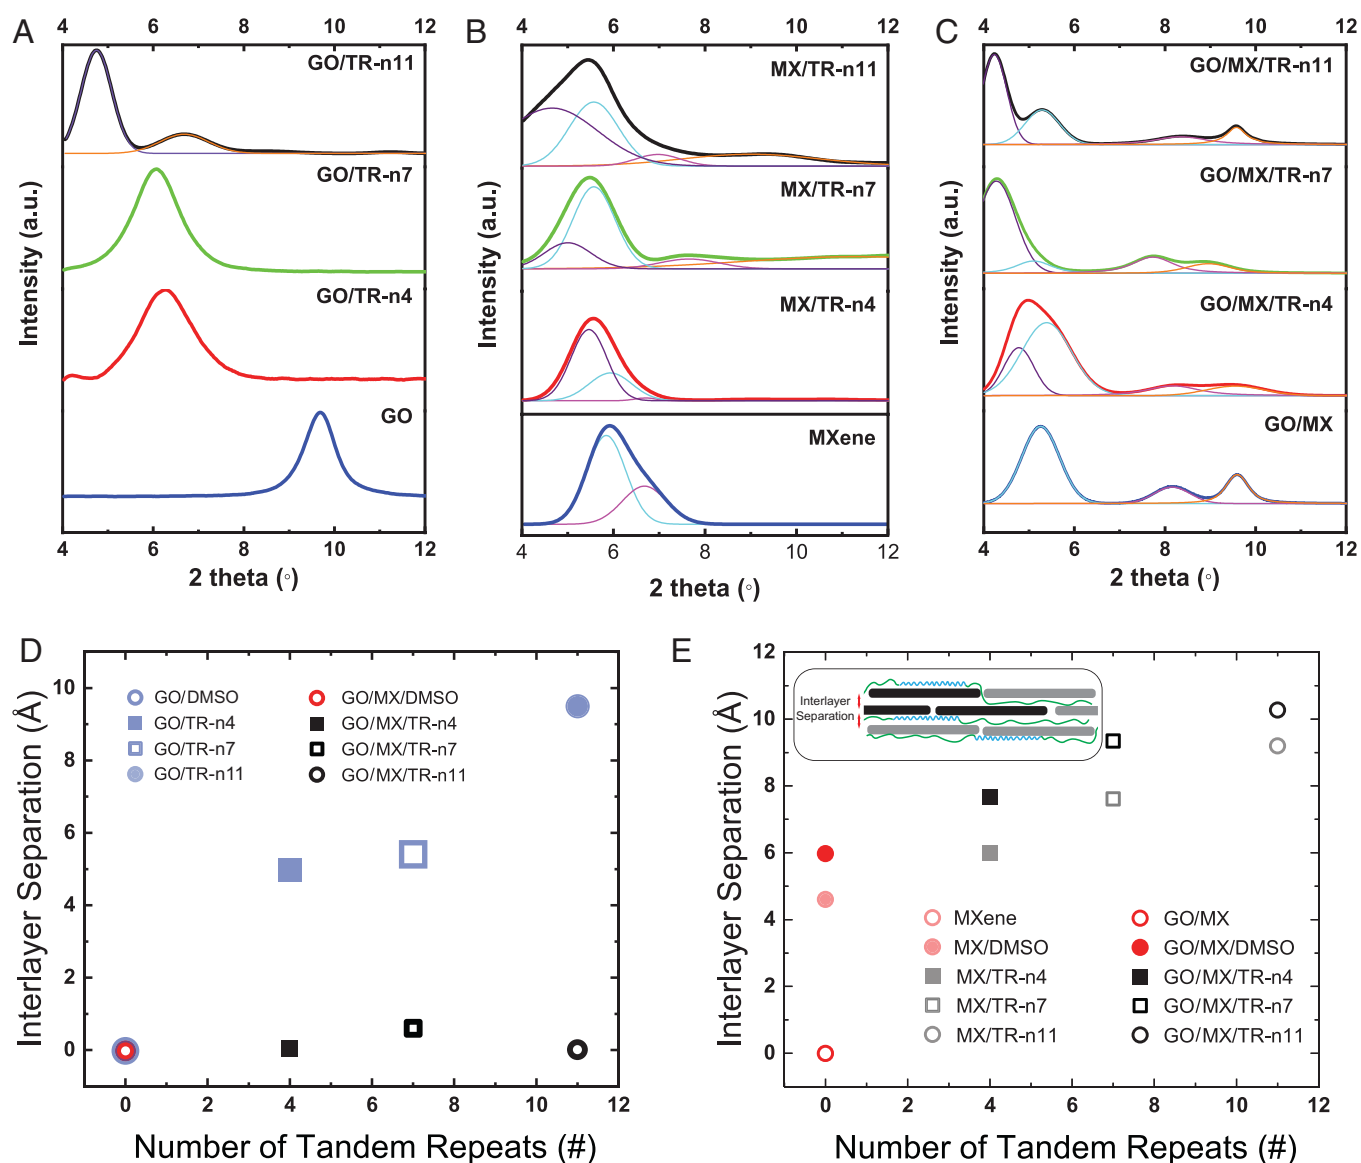 A
4 6 8 10 12
GO/TR-n11
GO/TR-n7
GO/TR-n4
GO
Intensity (a.u.)
4 6 8 10 12
2 theta (◦)
B
4 6 8 10 12
MX/TR-n11
MX/TR-n7
MX/TR-n4
MXene
Intensity (a.u.)
4 6 8 10 12
2 theta (◦)
C
4 6 8 10 12
GO/MX/TR-n11
GO/MX/TR-n7
GO/MX/TR-n4
GO/MX
Intensity (a.u.)
4 6 8 10 12
2 theta (◦)
D
Interlayer Separation (Å)
10
8
6
4
2
0
GO/DMSO
GO/TR-n4
GO/TR-n7
GO/TR-n11
GO/MX/DMSO
GO/MX/TR-n4
GO/MX/TR-n7
GO/MX/TR-n11
0 2 4 6 8 10 12
Number of Tandem Repeats (#)
E
Interlayer Separation (Å)
12
10
8
6
4
2
0
Interlayer
Separation
MXene
MX/DMSO
MX/TR-n4
MX/TR-n7
MX/TR-n11
GO/MX
GO/MX/DMSO
GO/MX/TR-n4
GO/MX/TR-n7
GO/MX/TR-n11
0 2 4 6 8 10 12
Number of Tandem Repeats (#)